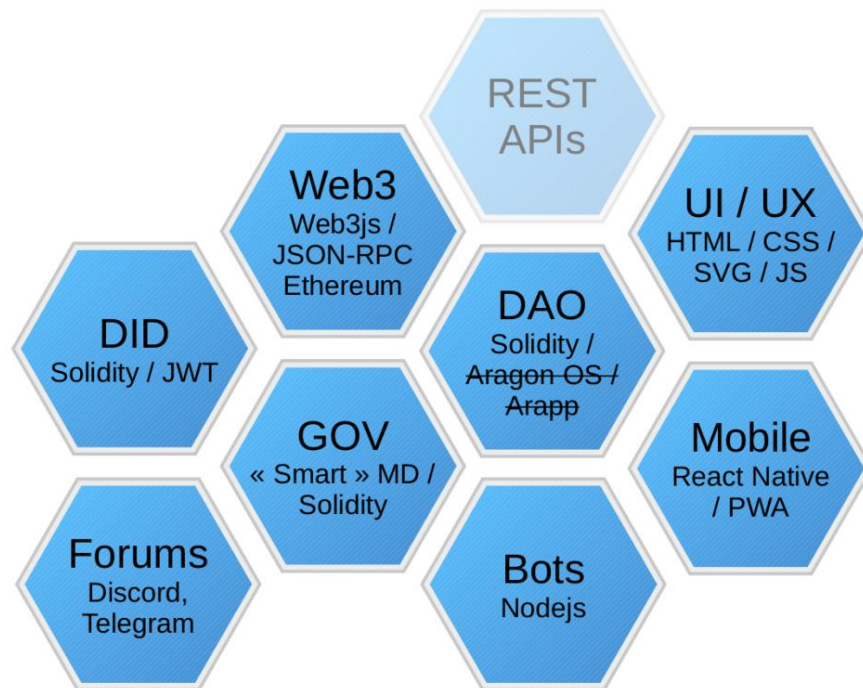 REST
APIs
Web3
Web3js /
JSON-RPC
Ethereum
UI / UX
HTML / CSS /
SVG / JS
DID
Solidity / JWT
DAO
Solidity /
Aragon OS /
Arapp
GOV
« Smart » MD /
Solidity
Mobile
React Native
/ PWA
Forums
Discord,
Telegram
Bots
Nodejs